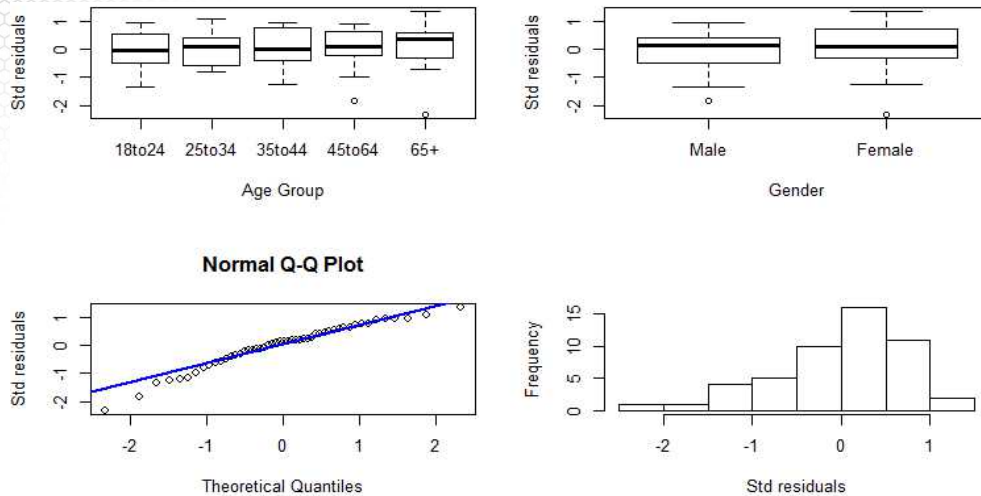 Std residuals
1
0
-1
-2
18to24 25to34 35to44 45to64 65+
Age Group
Std residuals
1
0
-1
-2
Male Female
Gender
Normal Q-Q Plot
Std residuals
1
0
-1
-2
-2 -1 0 1 2
Theoretical Quantiles
Frequency
15
10
5
0
-2 -1 0 1
Std residuals